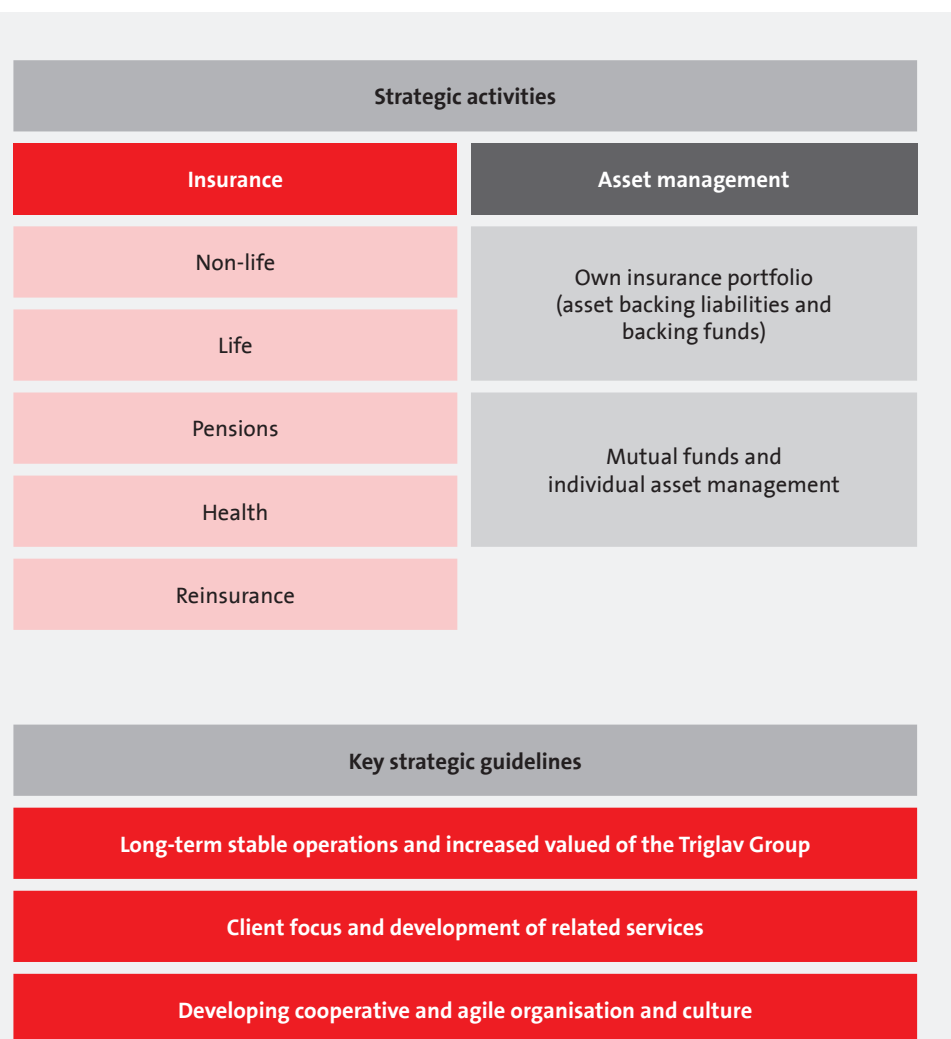 Strategic activities
Insurance
Asset management
Non-life
Life
Pensions
Health
Reinsurance
Own insurance portfolio
(asset backing liabilities and
backing funds)
Mutual funds and
individual asset management
Key strategic guidelines
Long-term stable operations and increased valued of the Triglav Group
Client focus and development of related services
Developing cooperative and agile organisation and culture